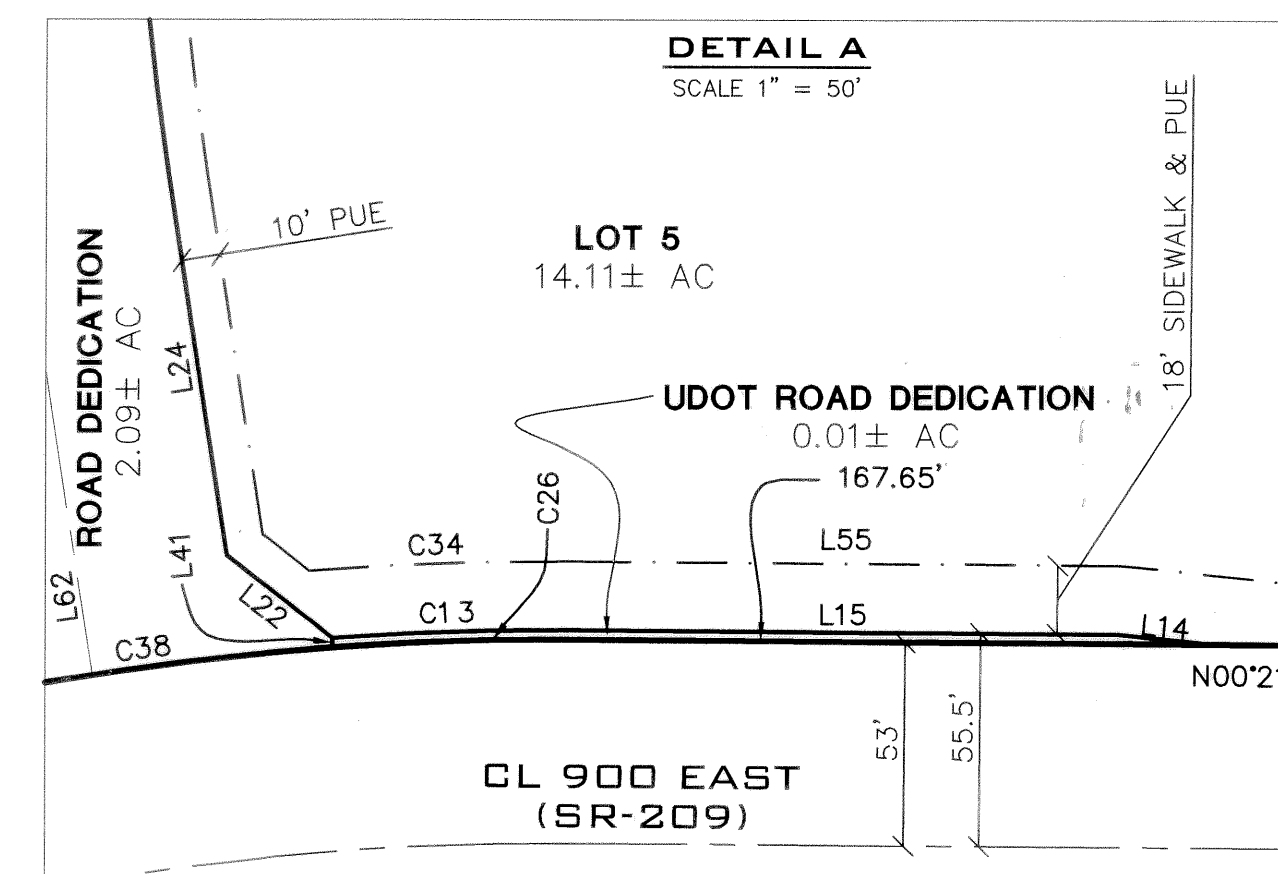 DETAIL A
SCALE 1" = 50'
18' SIDEWALK & PUE
10' PUE
LOT 5
14.11± AC
ROAD DEDICATION
2.09± AC
L24
UDOT ROAD DEDICATION
0.01± AC
167.65'
C26
C34
L55
L41
L62
L22
C13
L15
L14
C38
N00°21
53'
55.5'
CL 900 EAST
(SR-209)